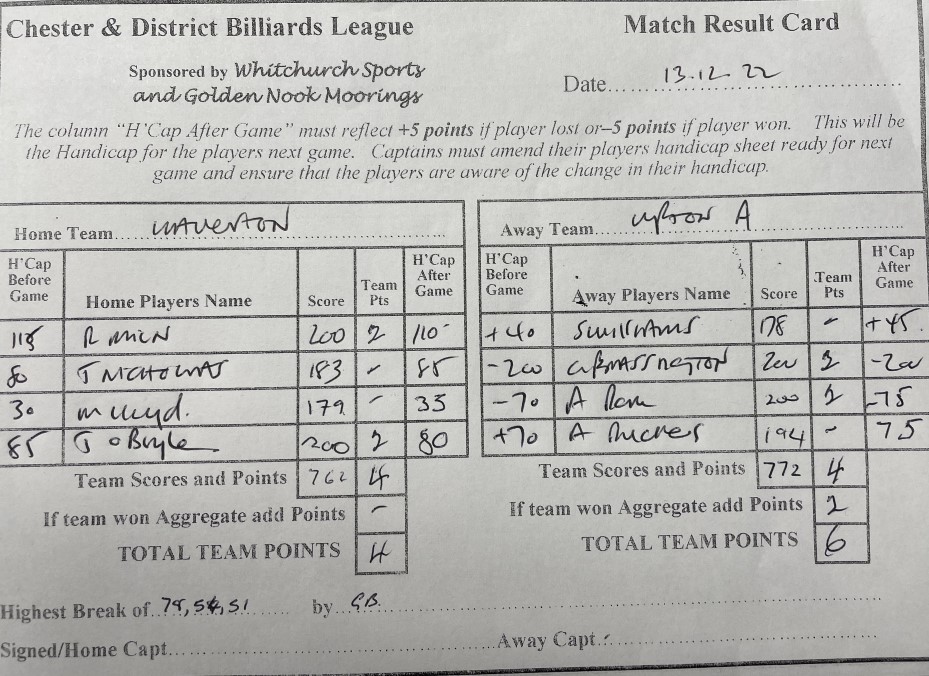 Chester & District Billiards League
Match Result Card
Sponsored by Whitchurch Sports
and Golden Nook Moorings
Date 13.12.22
The column "H'Cap After Game" must reflect +5 points if player lost or–5 points if player won. This will be
the Handicap for the players next game. Captains must amend their players handicap sheet ready for next
game and ensure that the players are aware of the change in their handicap.
Home Team WAVERTON
H'Cap Before Game Home Players Name Score Team Pts H'Cap After Game
115 R 200 2 110
80 T NICHOLAS 183 - 85
30 M 179 - 35
85 T O Boyle 200 2 80
Team Scores and Points 762 4
If team won Aggregate add Points -
TOTAL TEAM POINTS 4
Away Team UPTON A
H'Cap Before Game Away Players Name Score Team Pts H'Cap After Game
+40 S WILLIAMS 178 - +45
-200 G BRASSINGTON 200 2 -200
-70 A 200 2 -75
+70 A 194 - 75
Team Scores and Points 772 4
If team won Aggregate add Points 2
TOTAL TEAM POINTS 6
Highest Break of 78, 54, 51 by GB.
Signed/Home Capt
Away Capt